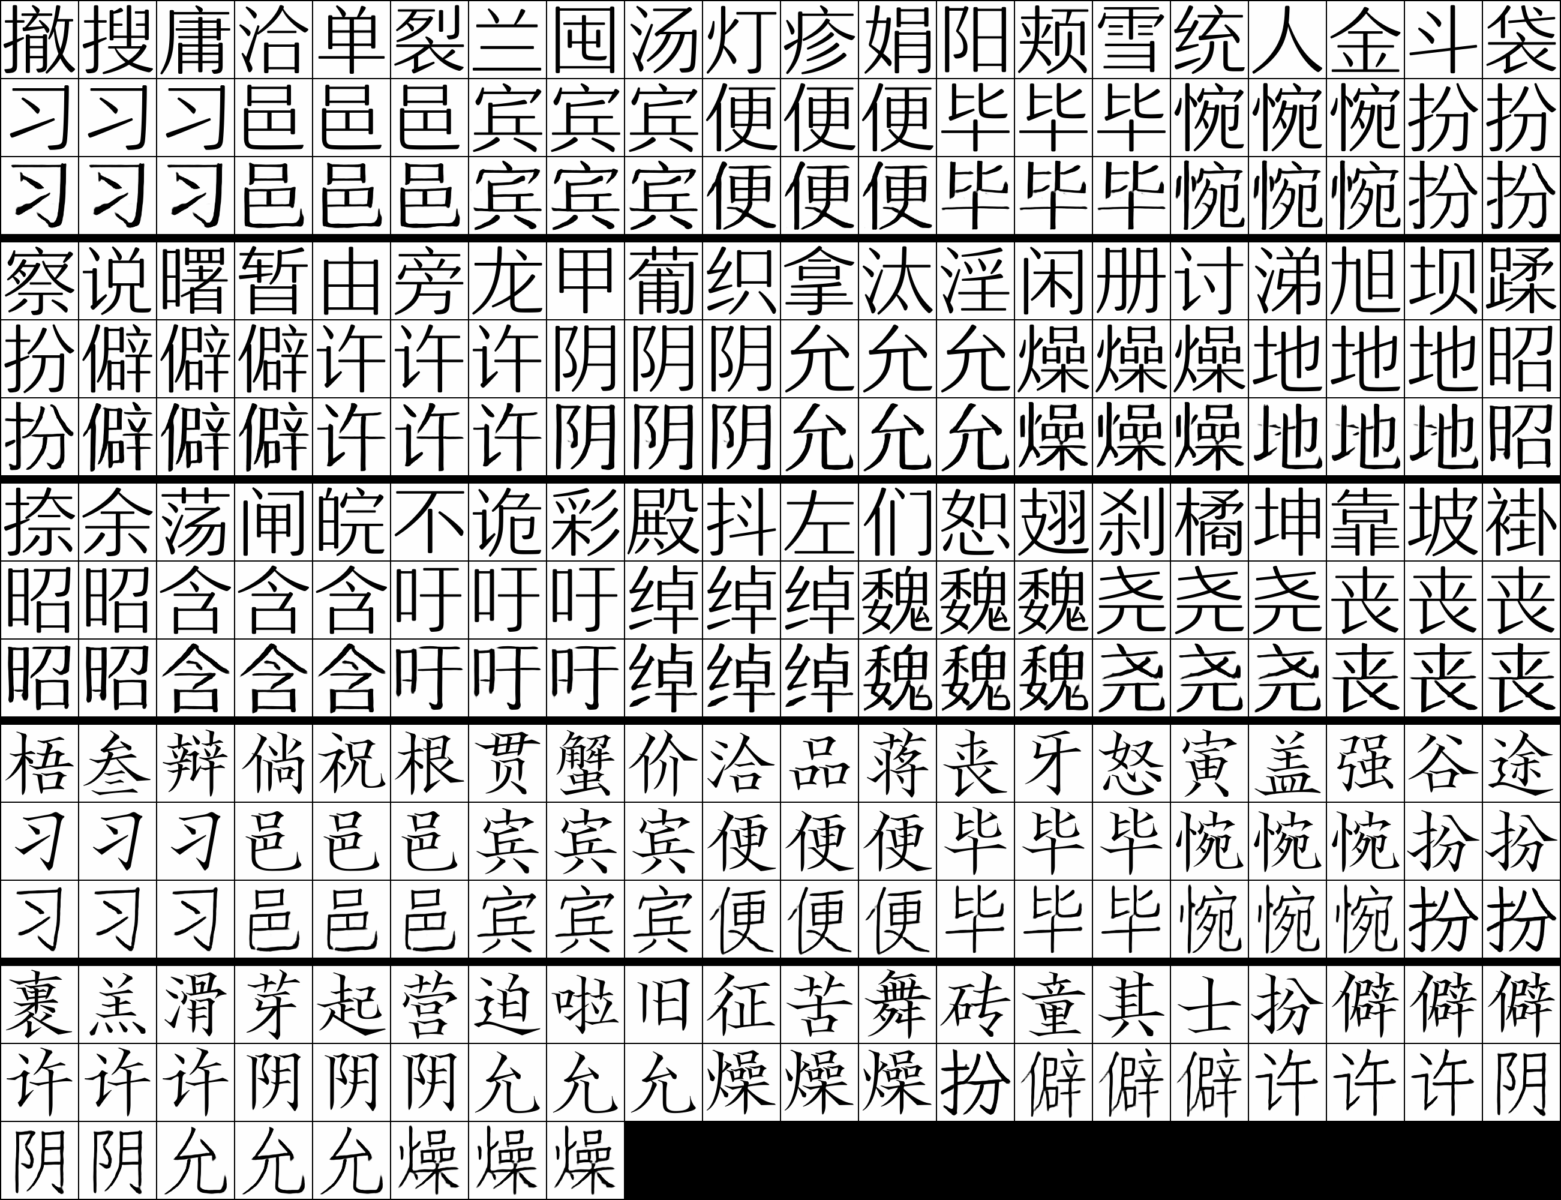 撤搜庸洽单裂兰囤汤灯疹娟阳颊雪统人金斗袋
习习习邑邑邑宾宾宾便便便毕毕毕惋惋惋扮扮
习习习邑邑邑宾宾宾便便便毕毕毕惋惋惋扮扮
察说曙暂由旁龙甲葡织拿汰淫闲册讨涕旭坝蹂
扮僻僻僻许许许阴阴阴允允允燥燥燥地地地昭
扮僻僻僻许许许阴阴阴允允允燥燥燥地地地昭
捺余荡闸皖不诡彩殿抖左们恕翅刹橘坤靠坡褂
昭昭含含含吁吁吁绰绰绰魏魏魏尧尧尧丧丧丧
昭昭含含含吁吁吁绰绰绰魏魏魏尧尧尧丧丧丧
梧叁辩倘祝根贯蟹价洽品蒋丧牙怒寅盖强谷途
习习习邑邑邑宾宾宾便便便毕毕毕惋惋惋扮扮
习习习邑邑邑宾宾宾便便便毕毕毕惋惋惋扮扮
裹羔滑芽起营迫啦旧征苦舞砖童其士扮僻僻僻
许许许阴阴阴允允允燥燥燥扮僻僻僻许许许阴
阴阴允允允燥燥燥